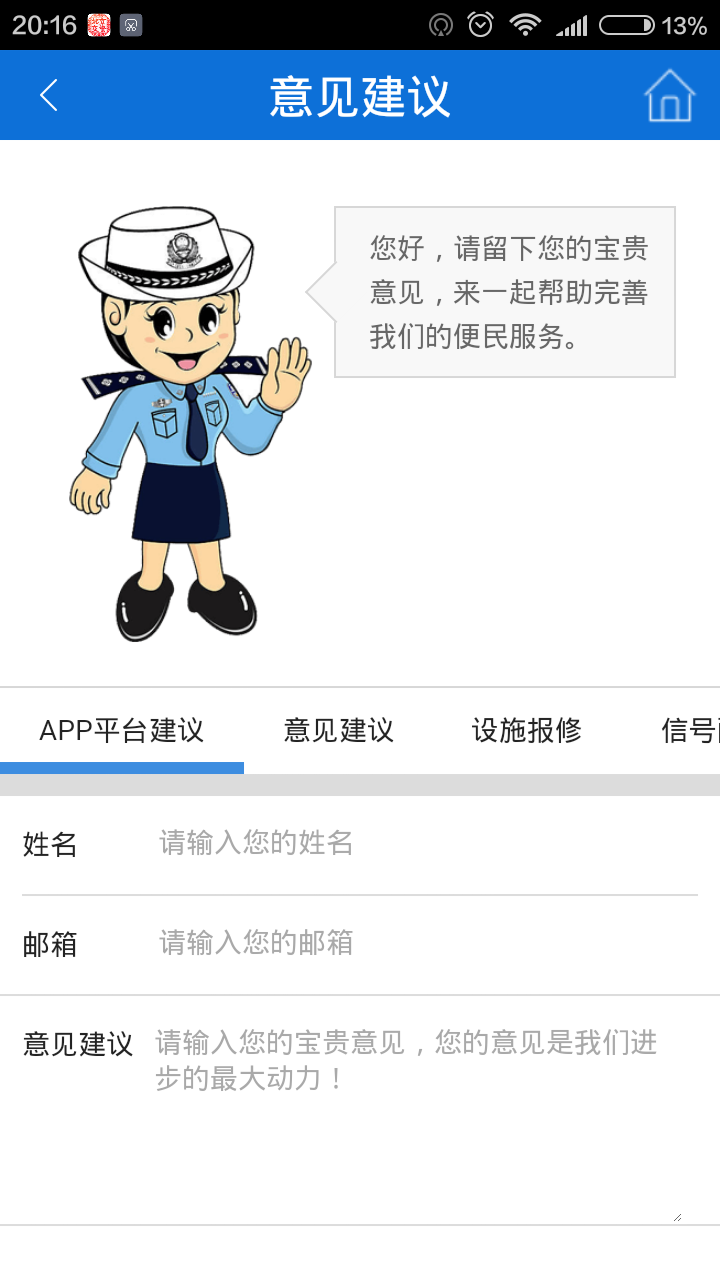 20:16
13%
意见建议
您好，请留下您的宝贵
意见，来一起帮助完善
我们的便民服务。
APP平台建议 意见建议 设施报修 信号
姓名 请输入您的姓名
邮箱 请输入您的邮箱
意见建议 请输入您的宝贵意见，您的意见是我们进
步的最大动力！